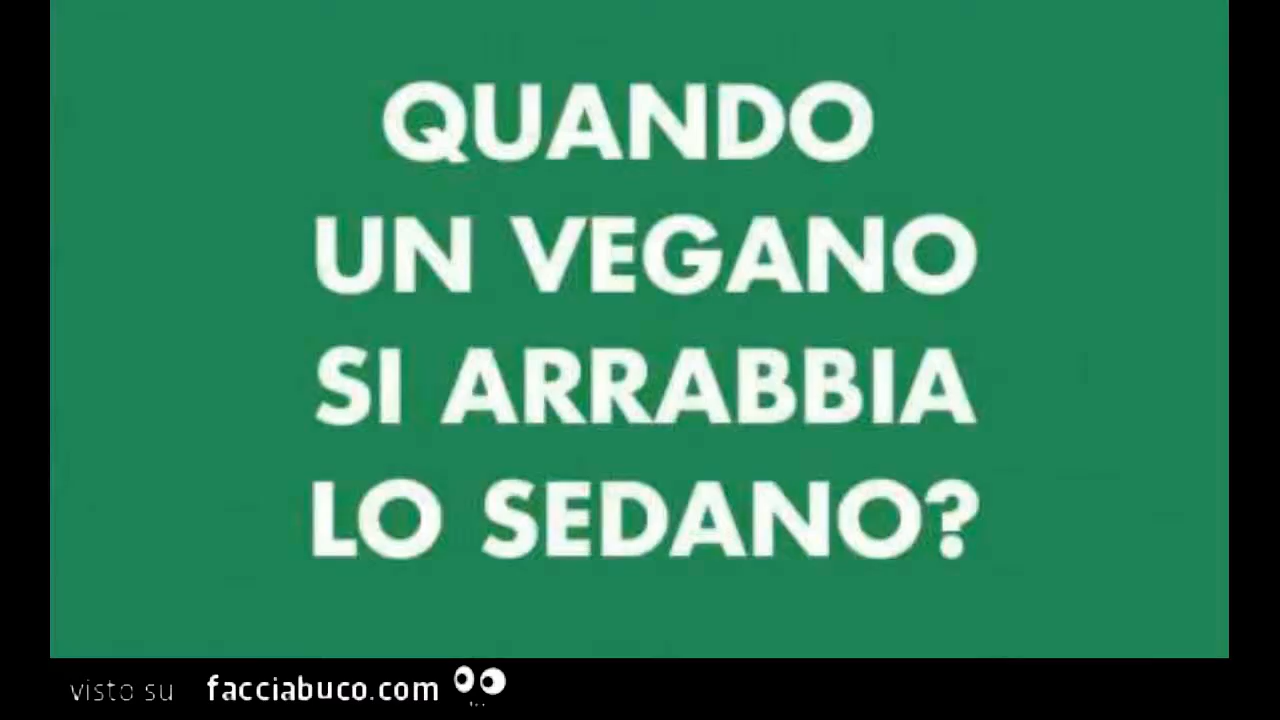 QUANDO
UN VEGANO
SI ARRABBIA
LO SEDANO?
visto su facciabuco.com